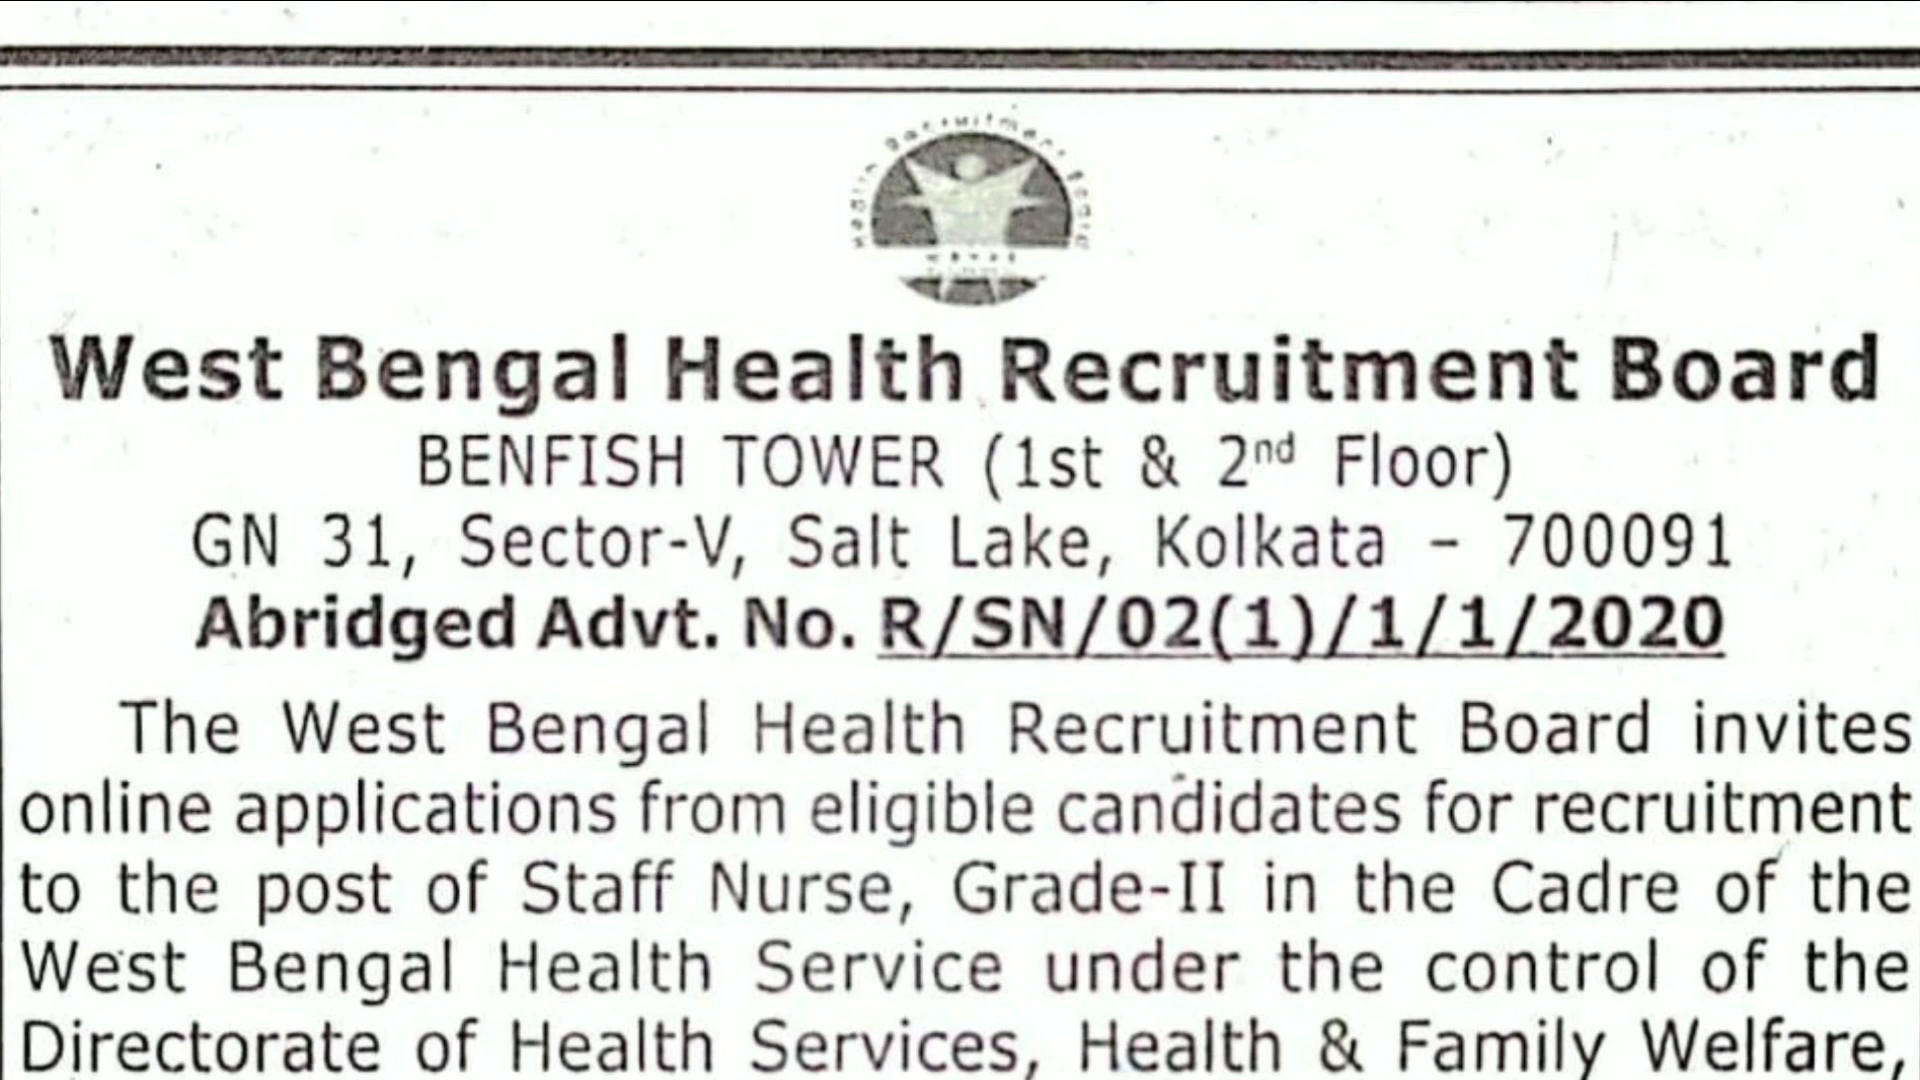 Health Recruitment Board
West Bengal Health Recruitment Board
BENFISH TOWER (1st & 2nd Floor)
GN 31, Sector-V, Salt Lake, Kolkata – 700091
Abridged Advt. No. R/SN/02(1)/1/1/2020
The West Bengal Health Recruitment Board invites
online applications from eligible candidates for recruitment
to the post of Staff Nurse, Grade-II in the Cadre of the
West Bengal Health Service under the control of the
Directorate of Health Services, Health & Family Welfare,